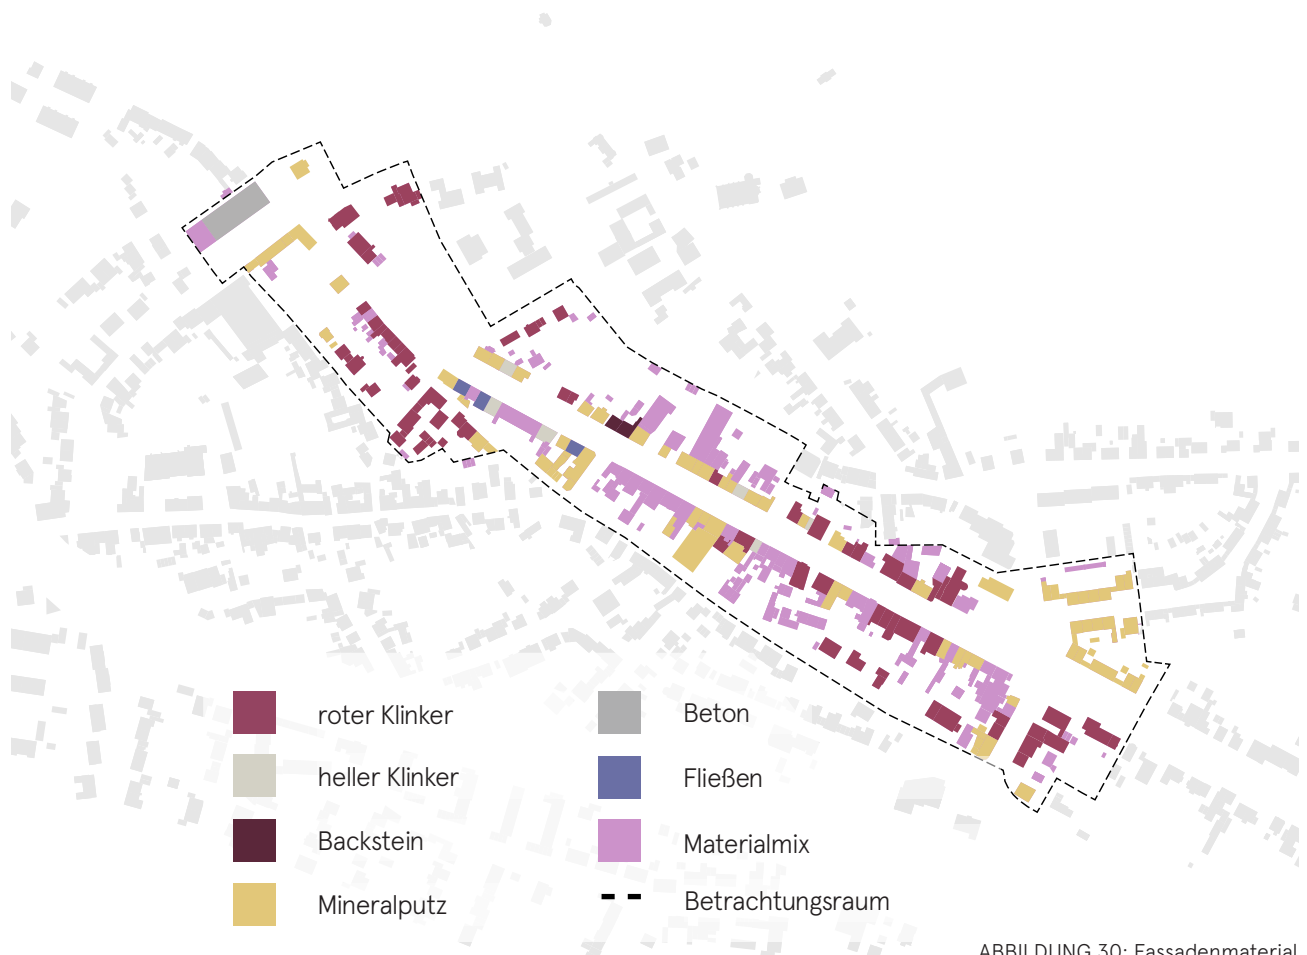 roter Klinker
heller Klinker
Backstein
Mineralputz
Beton
Fließen
Materialmix
Betrachtungsraum
ABBILDUNG 30: Fassadenmaterial